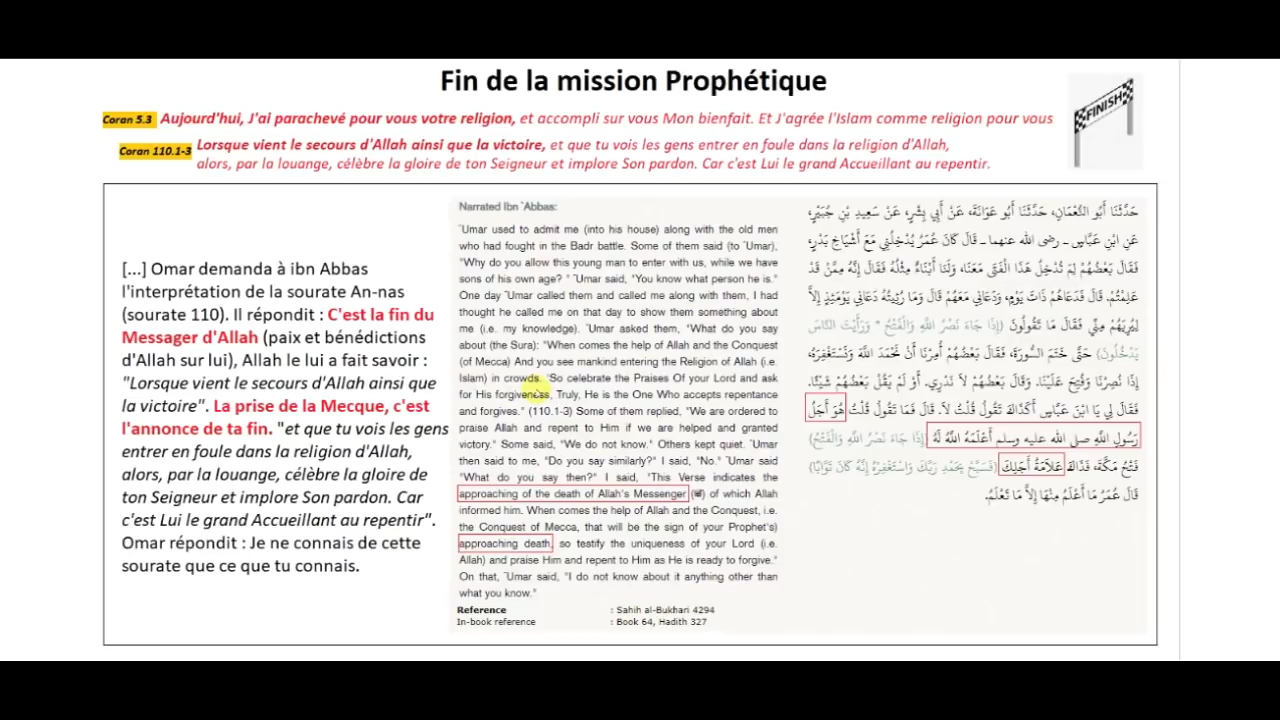 Fin de la mission Prophétique
FINISH
Coran 5.3 Aujourd'hui, J'ai parachevé pour vous votre religion, et accompli sur vous Mon bienfait. Et J'agrée l'Islam comme religion pour vous
Coran 110.1-3 Lorsque vient le secours d'Allah ainsi que la victoire, et que tu vois les gens entrer en foule dans la religion d'Allah,
alors, par la louange, célèbre la gloire de ton Seigneur et implore Son pardon. Car c'est Lui le grand Accueillant au repentir.
[...] Omar demanda à ibn Abbas
l'interprétation de la sourate An-nas
(sourate 110). Il répondit : C'est la fin du
Messager d'Allah (paix et bénédictions
d'Allah sur lui), Allah le lui a fait savoir :
"Lorsque vient le secours d'Allah ainsi que
la victoire". La prise de la Mecque, c'est
l'annonce de ta fin. "et que tu vois les gens
entrer en foule dans la religion d'Allah,
alors, par la louange, célèbre la gloire de
ton Seigneur et implore Son pardon. Car
c'est Lui le grand Accueillant au repentir".
Omar répondit : Je ne connais de cette
sourate que ce que tu connais.
Narrated Ibn `Abbas:
`Umar used to admit me (into his house) along with the old men
who had fought in the Badr battle. Some of them said (to `Umar),
"Why do you allow this young man to enter with us, while we have
sons of his own age? " `Umar said, "You know what person he is."
One day `Umar called them and called me along with them, I had
thought he called me on that day to show them something about
me (i.e. my knowledge). `Umar asked them, "What do you say
about (the Sura): "When comes the help of Allah and the Conquest
(of Mecca) And you see mankind entering the Religion of Allah (i.e.
Islam) in crowds. 'So celebrate the Praises Of your Lord and ask
for His forgiveness, Truly, He is the One Who accepts repentance
and forgives." (110.1-3) Some of them replied, "We are ordered to
praise Allah and repent to Him if we are helped and granted
victory." Some said, "We do not know." Others kept quiet. `Umar
then said to me, "Do you say similarly?" I said, "No." `Umar said
"What do you say then?" I said, "This Verse indicates the
approaching of the death of Allah's Messenger (ﷺ) of which Allah
informed him. When comes the help of Allah and the Conquest, i.e.
the Conquest of Mecca, that will be the sign of your Prophet's)
approaching death, so testify the uniqueness of your Lord (i.e.
Allah) and praise Him and repent to Him as He is ready to forgive."
On that, `Umar said, "I do not know about it anything other than
what you know."
Reference : Sahih al-Bukhari 4294
In-book reference : Book 64, Hadith 327
حَدَّثَنَا أَبُو النُّعْمَانِ، حَدَّثَنَا أَبُو عَوَانَةَ، عَنْ أَبِي بِشْرٍ، عَنْ سَعِيدِ بْنِ جُبَيْرٍ،
عَنِ ابْنِ عَبَّاسٍ ـ رضى الله عنهما ـ قَالَ كَانَ عُمَرُ يُدْخِلُنِي مَعَ أَشْيَاخِ بَدْرٍ،
فَقَالَ بَعْضُهُمْ لِمَ تُدْخِلُ هَذَا الْفَتَى مَعَنَا، وَلَنَا أَبْنَاءٌ مِثْلُهُ فَقَالَ إِنَّهُ مِمَّنْ قَدْ
عَلِمْتُمْ. قَالَ فَدَعَاهُمْ ذَاتَ يَوْمٍ، وَدَعَانِي مَعَهُمْ قَالَ وَمَا رُئِيتُهُ دَعَانِي يَوْمَئِذٍ إِلاَّ
لِيُرِيَهُمْ مِنِّي فَقَالَ مَا تَقُولُونَ {إِذَا جَاءَ نَصْرُ اللَّهِ وَالْفَتْحُ * وَرَأَيْتَ النَّاسَ
يَدْخُلُونَ} حَتَّى خَتَمَ السُّورَةَ، فَقَالَ بَعْضُهُمْ أُمِرْنَا أَنْ نَحْمَدَ اللَّهَ وَنَسْتَغْفِرَهُ،
إِذَا نُصِرْنَا وَفُتِحَ عَلَيْنَا. وَقَالَ بَعْضُهُمْ لاَ نَدْرِي. أَوْ لَمْ يَقُلْ بَعْضُهُمْ شَيْئًا.
فَقَالَ لِي يَا ابْنَ عَبَّاسٍ أَكَذَاكَ تَقُولُ قُلْتُ لاَ. قَالَ فَمَا تَقُولُ قُلْتُ هُوَ أَجَلُ
رَسُولِ اللَّهِ صلى الله عليه وسلم أَعْلَمَهُ اللَّهُ لَهُ {إِذَا جَاءَ نَصْرُ اللَّهِ وَالْفَتْحُ}
فَتْحُ مَكَّةَ، فَذَاكَ عَلاَمَةُ أَجَلِكَ {فَسَبِّحْ بِحَمْدِ رَبِّكَ وَاسْتَغْفِرْهُ إِنَّهُ كَانَ تَوَّابًا}
قَالَ عُمَرُ مَا أَعْلَمُ مِنْهَا إِلاَّ مَا تَعْلَمُ.